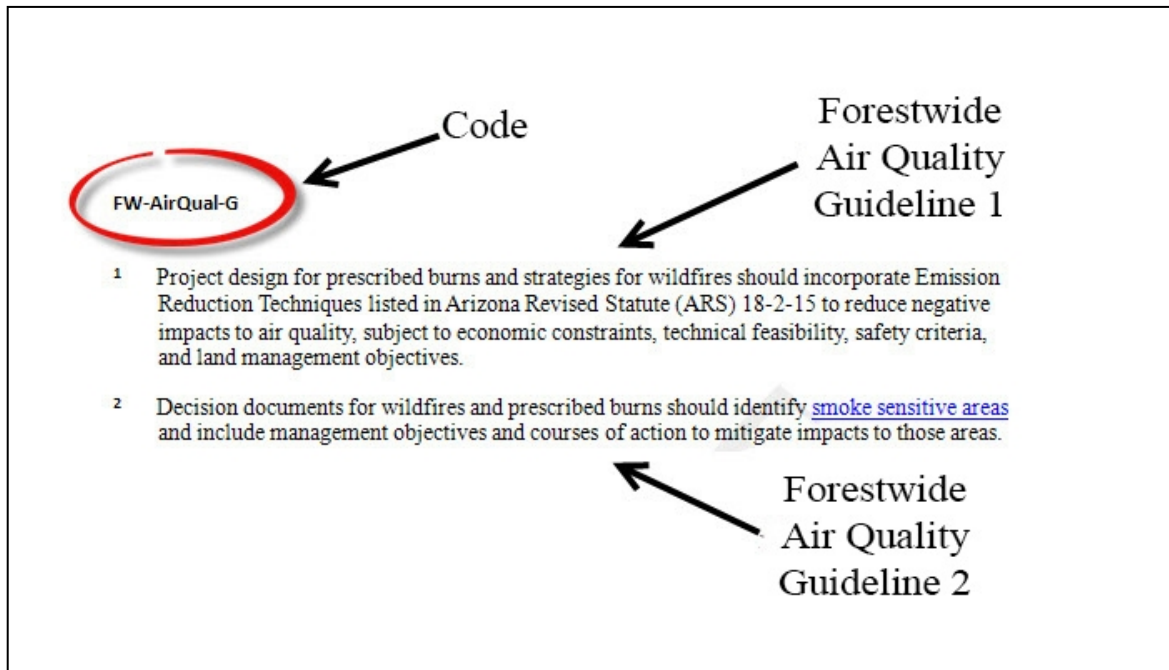 Code
Forestwide
Air Quality
Guideline 1
FW-AirQual-G
1 Project design for prescribed burns and strategies for wildfires should incorporate Emission
Reduction Techniques listed in Arizona Revised Statute (ARS) 18-2-15 to reduce negative
impacts to air quality, subject to economic constraints, technical feasibility, safety criteria,
and land management objectives.
2 Decision documents for wildfires and prescribed burns should identify smoke sensitive areas
and include management objectives and courses of action to mitigate impacts to those areas.
Forestwide
Air Quality
Guideline 2